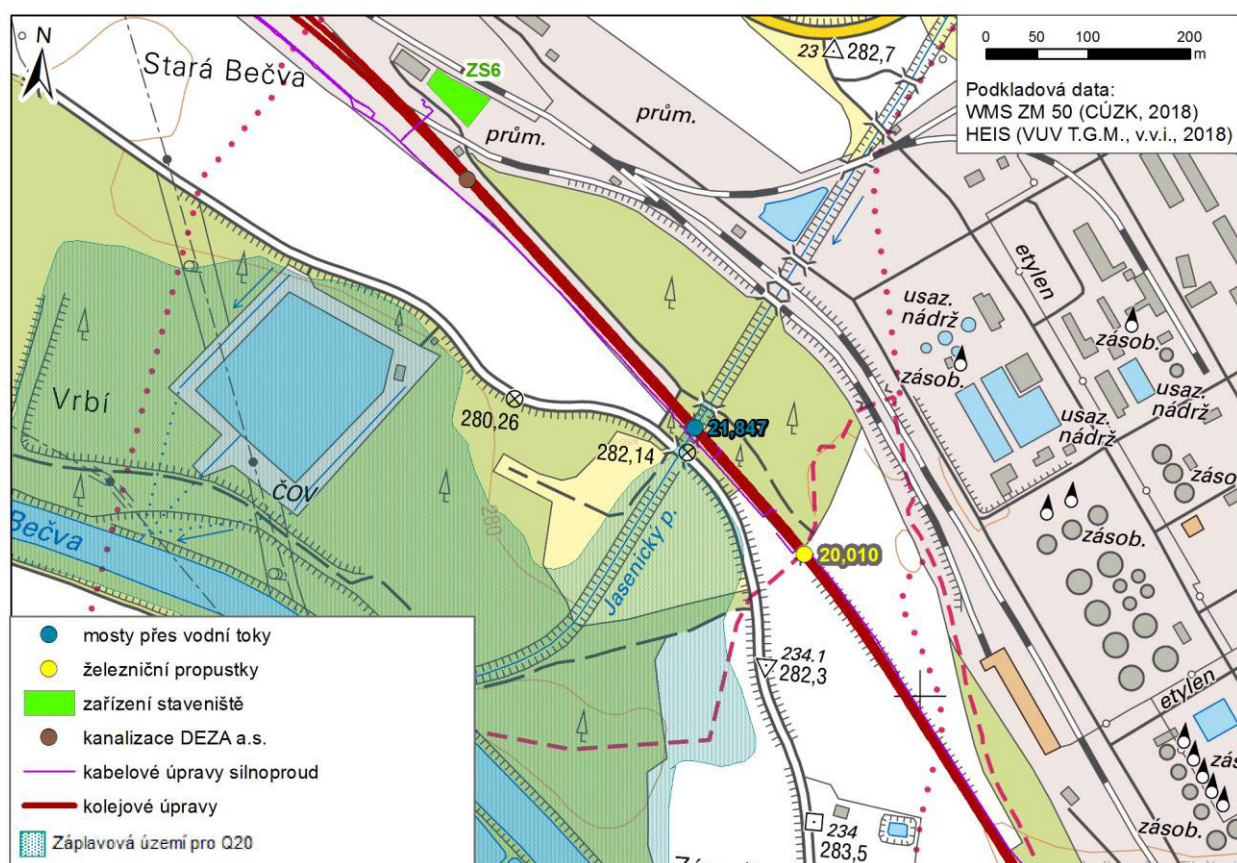 N
Stará Bečva
ZS6
prům.
prům.
23 282,7
0 50 100 200
m
Podkladová data:
WMS ZM 50 (ČÚZK, 2018)
HEIS (VUV T.G.M., v.v.i., 2018)
etylen
usaz.
nádrž
zásob.
zásob.
usaz.
nádrž
usaz.
nádrž
Vrbí
280,26
21,847
282,14
ČOV
280
zásob.
Bečva
Jasenický p.
20,010
zásob.
234.1
282,3
etylen
234
283,5
zásob.
mosty přes vodní toky
železniční propustky
zařízení staveniště
kanalizace DEZA a.s.
kabelové úpravy silnoproud
kolejové úpravy
Záplavová území pro Q20